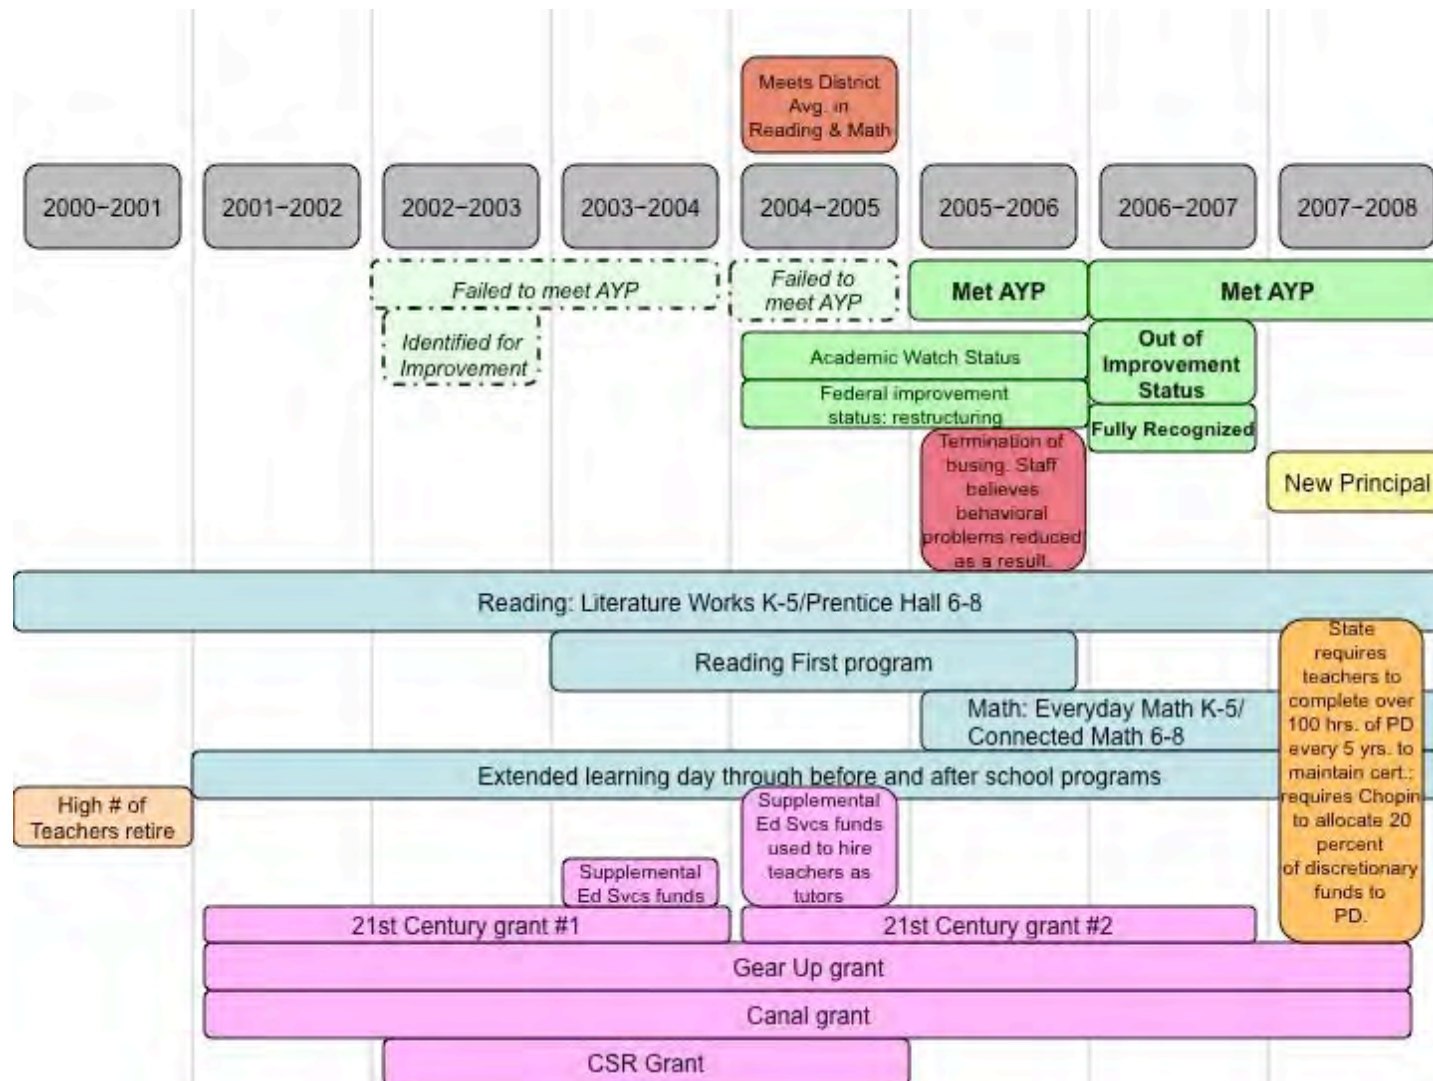 Meets District
Avg. in
Reading & Math
2000–2001
2001–2002
2002–2003
2003–2004
2004–2005
2005–2006
2006–2007
2007–2008
Failed to meet AYP
Failed to
meet AYP
Met AYP
Met AYP
Identified for
Improvement
Academic Watch Status
Federal improvement
status: restructuring
Out of
Improvement
Status
Fully Recognized
Termination of
busing. Staff
believes
behavioral
problems reduced
as a result.
New Principal
Reading: Literature Works K-5/Prentice Hall 6-8
Reading First program
Math: Everyday Math K-5/
Connected Math 6-8
State
requires
teachers to
complete over
100 hrs. of PD
every 5 yrs. to
maintain cert.;
requires Chopin
to allocate 20
percent
of discretionary
funds to
PD.
Extended learning day through before and after school programs
High # of
Teachers retire
Supplemental
Ed Svcs funds
Supplemental
Ed Svcs funds
used to hire
teachers as
tutors
21st Century grant #1
21st Century grant #2
Gear Up grant
Canal grant
CSR Grant